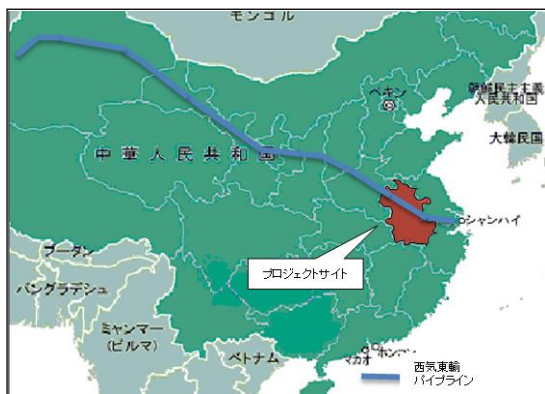 モンゴル
ペキン
朝鮮民主主義
人民共和国
大韓民国
中華人民共和国
シャンハイ
ブータン
プロジェクトサイト
バングラデシュ
ミャンマー
(ビルマ)
ベトナム
マカオ
西気東輸
パイプライン